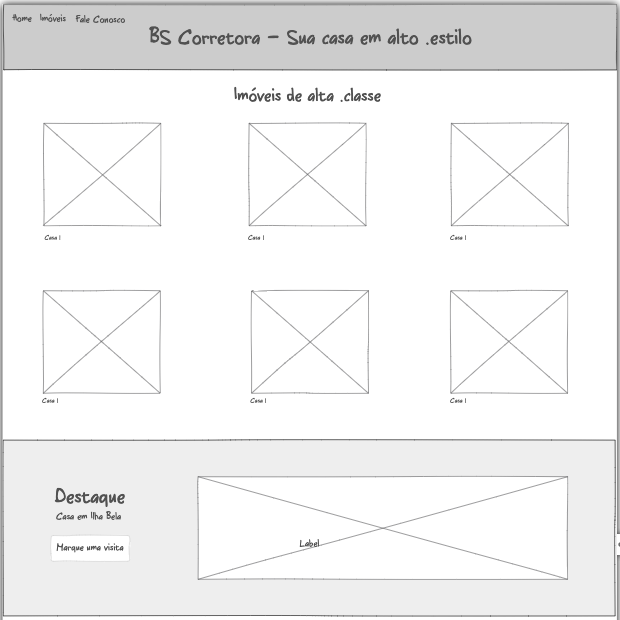 Home Imóveis Fale Conosco
BS Corretora - Sua casa em alto .estilo
Imóveis de alta .classe
Casa 1
Casa 1
Casa 1
Casa 1
Casa 1
Casa 1
Destaque
Casa em Ilha Bela
Marque uma visita
Label